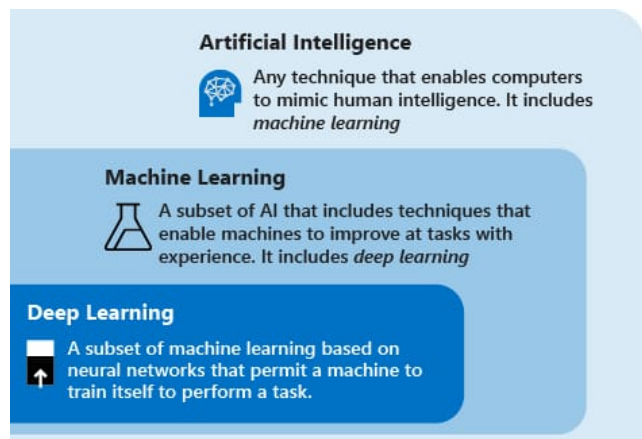 Artificial Intelligence
Any technique that enables computers
to mimic human intelligence. It includes
machine learning
Machine Learning
A subset of AI that includes techniques that
enable machines to improve at tasks with
experience. It includes deep learning
Deep Learning
A subset of machine learning based on
neural networks that permit a machine to
train itself to perform a task.